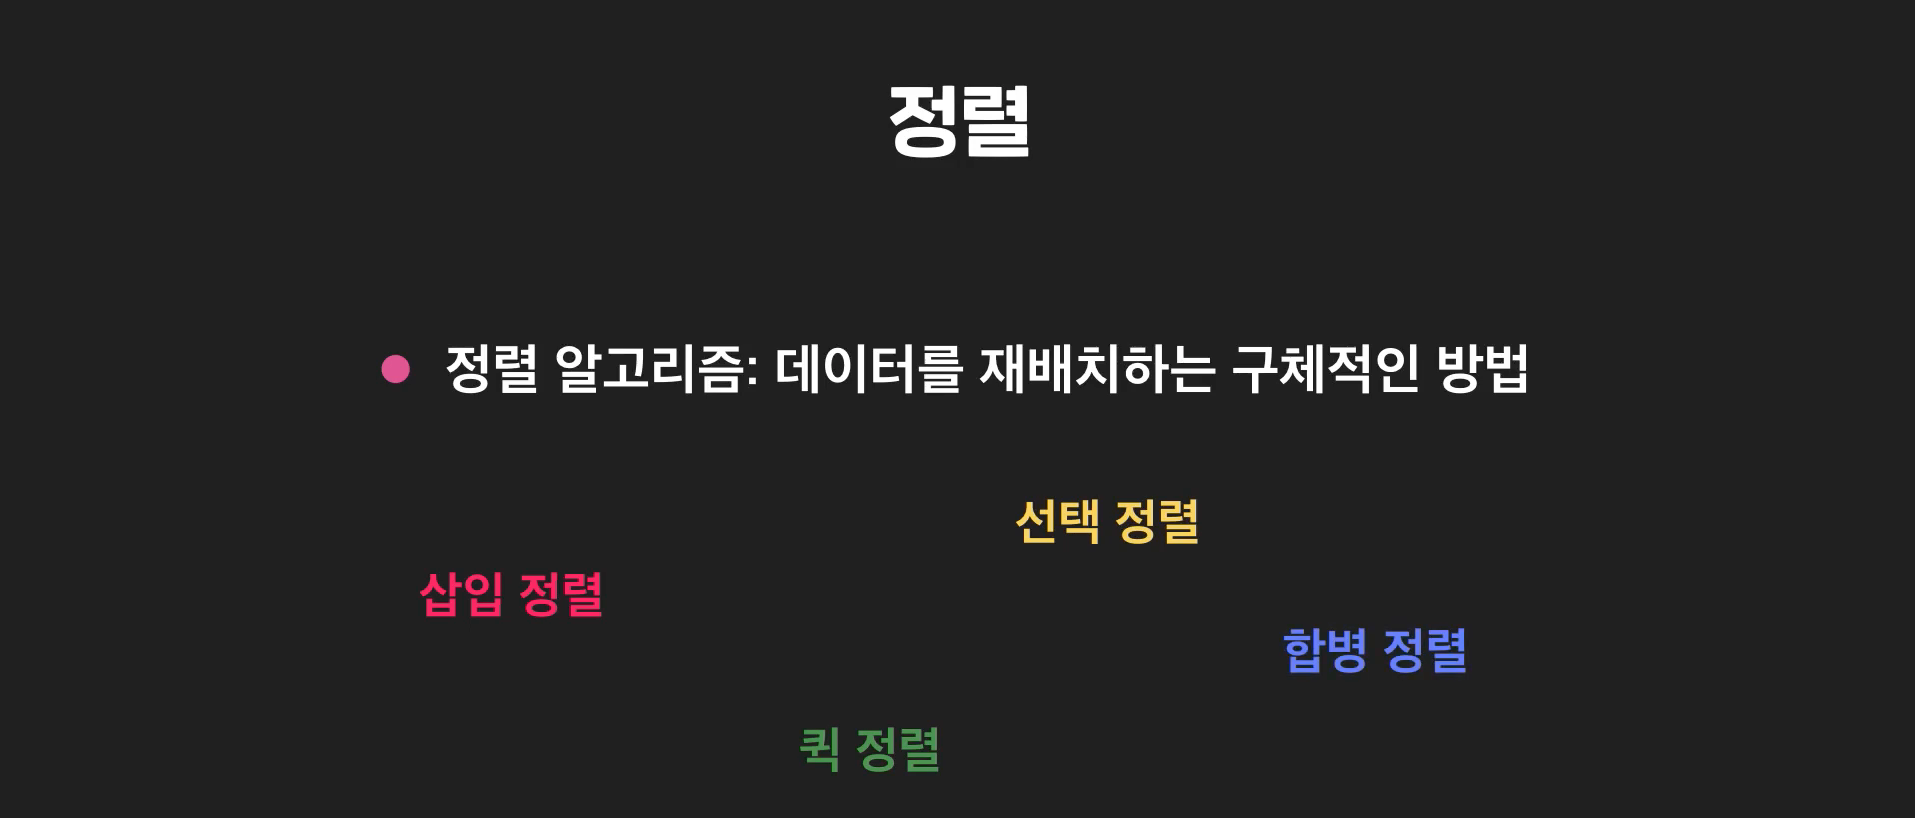 정렬
정렬 알고리즘: 데이터를 재배치하는 구체적인 방법
선택 정렬
삽입 정렬
합병 정렬
퀵 정렬